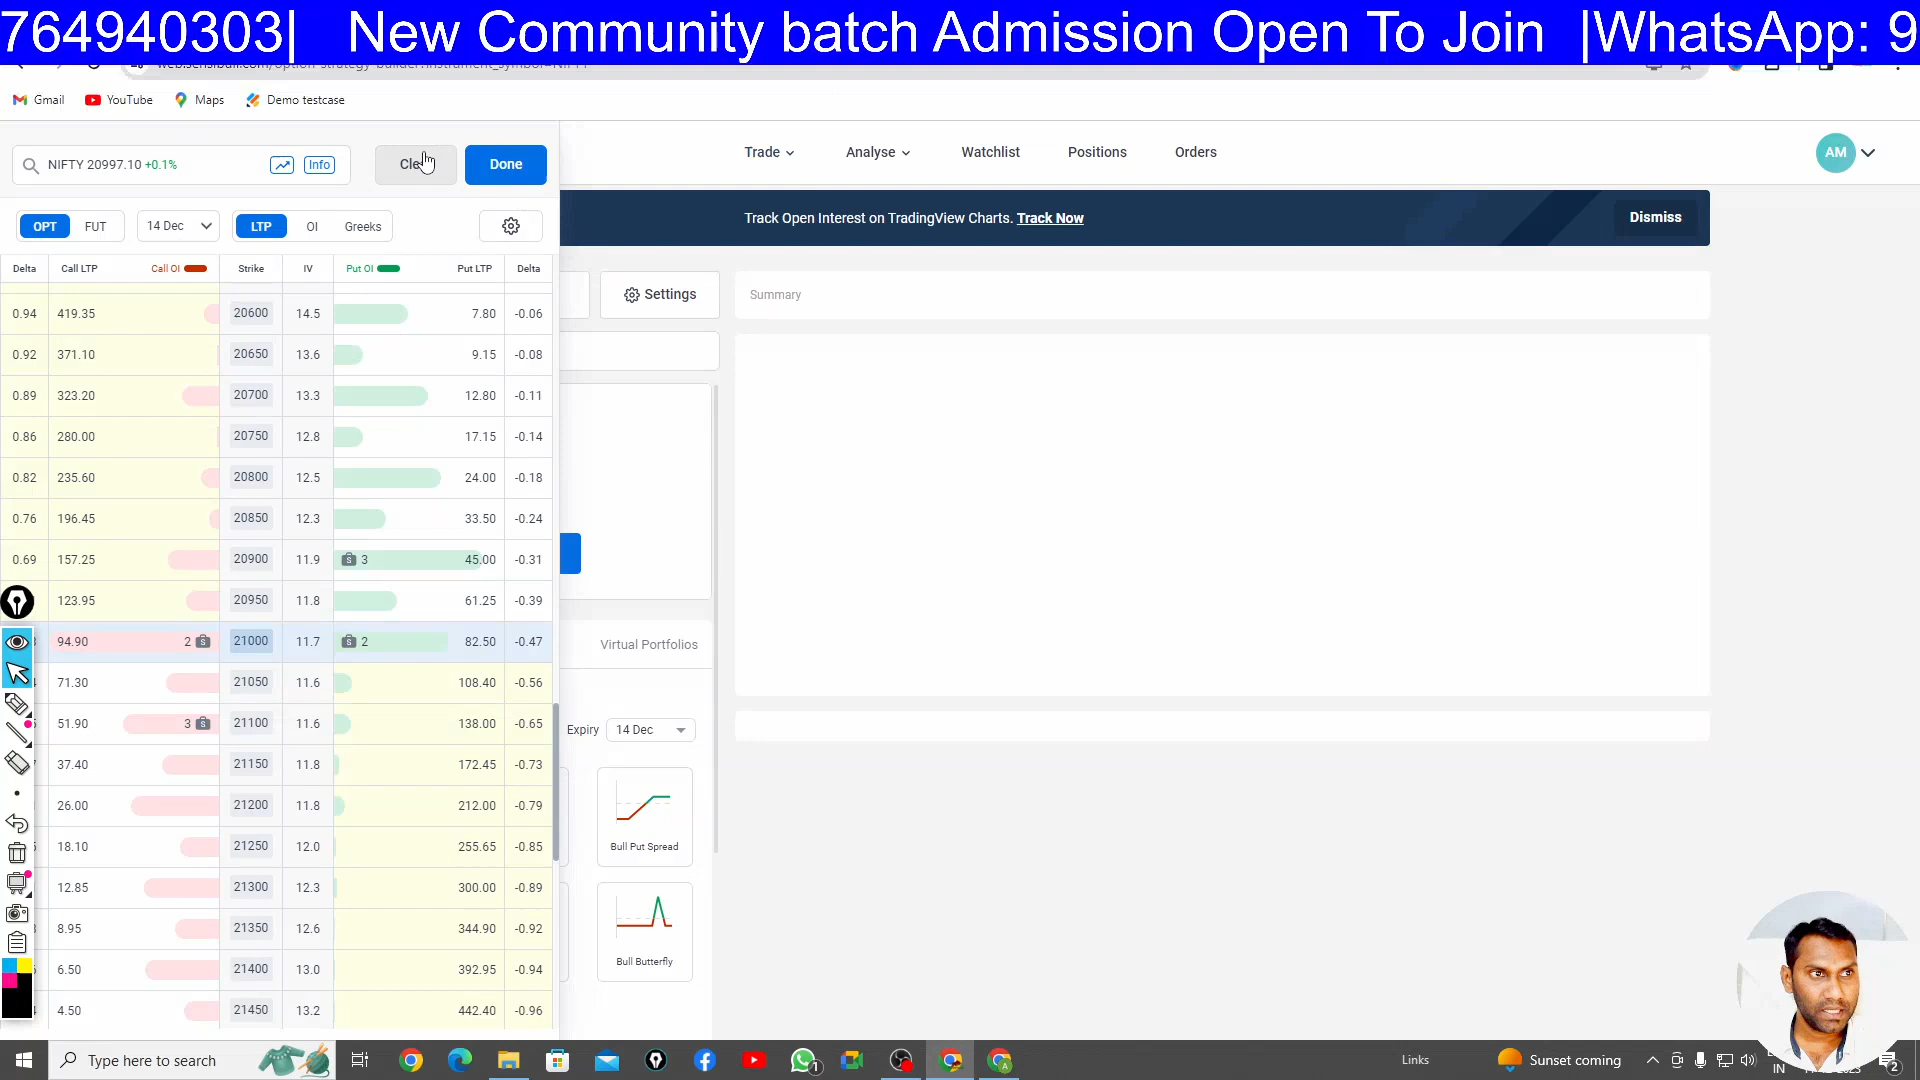 764940303| New Community batch Admission Open To Join |WhatsApp: 9
web.sensibull.com/option-strategy-builder?instrument_symbol=NIFTY
Gmail YouTube Maps Demo testcase
NIFTY 20997.10 +0.1% Info Done
Trade Analyse Watchlist Positions Orders AM
OPT FUT 14 Dec LTP OI Greeks
Track Open Interest on TradingView Charts. Track Now Dismiss
Delta Call LTP Call OI Strike IV Put OI Put LTP Delta
Settings Summary
0.94 419.35 20600 14.5 7.80 -0.06
0.92 371.10 20650 13.6 9.15 -0.08
0.89 323.20 20700 13.3 12.80 -0.11
0.86 280.00 20750 12.8 17.15 -0.14
0.82 235.60 20800 12.5 24.00 -0.18
0.76 196.45 20850 12.3 33.50 -0.24
0.69 157.25 20900 11.9 S 3 45.00 -0.31
123.95 20950 11.8 61.25 -0.39
94.90 2 S 21000 11.7 S 2 82.50 -0.47
Virtual Portfolios
71.30 21050 11.6 108.40 -0.56
51.90 3 S 21100 11.6 138.00 -0.65
Expiry 14 Dec
37.40 21150 11.8 172.45 -0.73
26.00 21200 11.8 212.00 -0.79
18.10 21250 12.0 255.65 -0.85
Bull Put Spread
12.85 21300 12.3 300.00 -0.89
8.95 21350 12.6 344.90 -0.92
Bull Butterfly
6.50 21400 13.0 392.95 -0.94
4.50 21450 13.2 442.40 -0.96
Type here to search 1 A Links Sunset coming IN 2